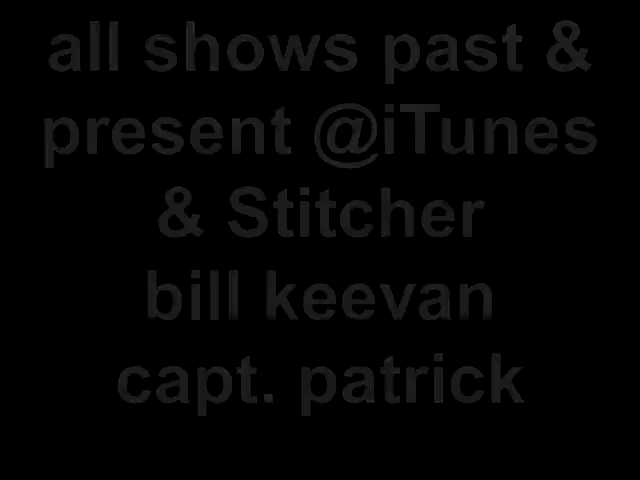 all shows past &
present @iTunes
& Stitcher
bill keevan
capt. patrick